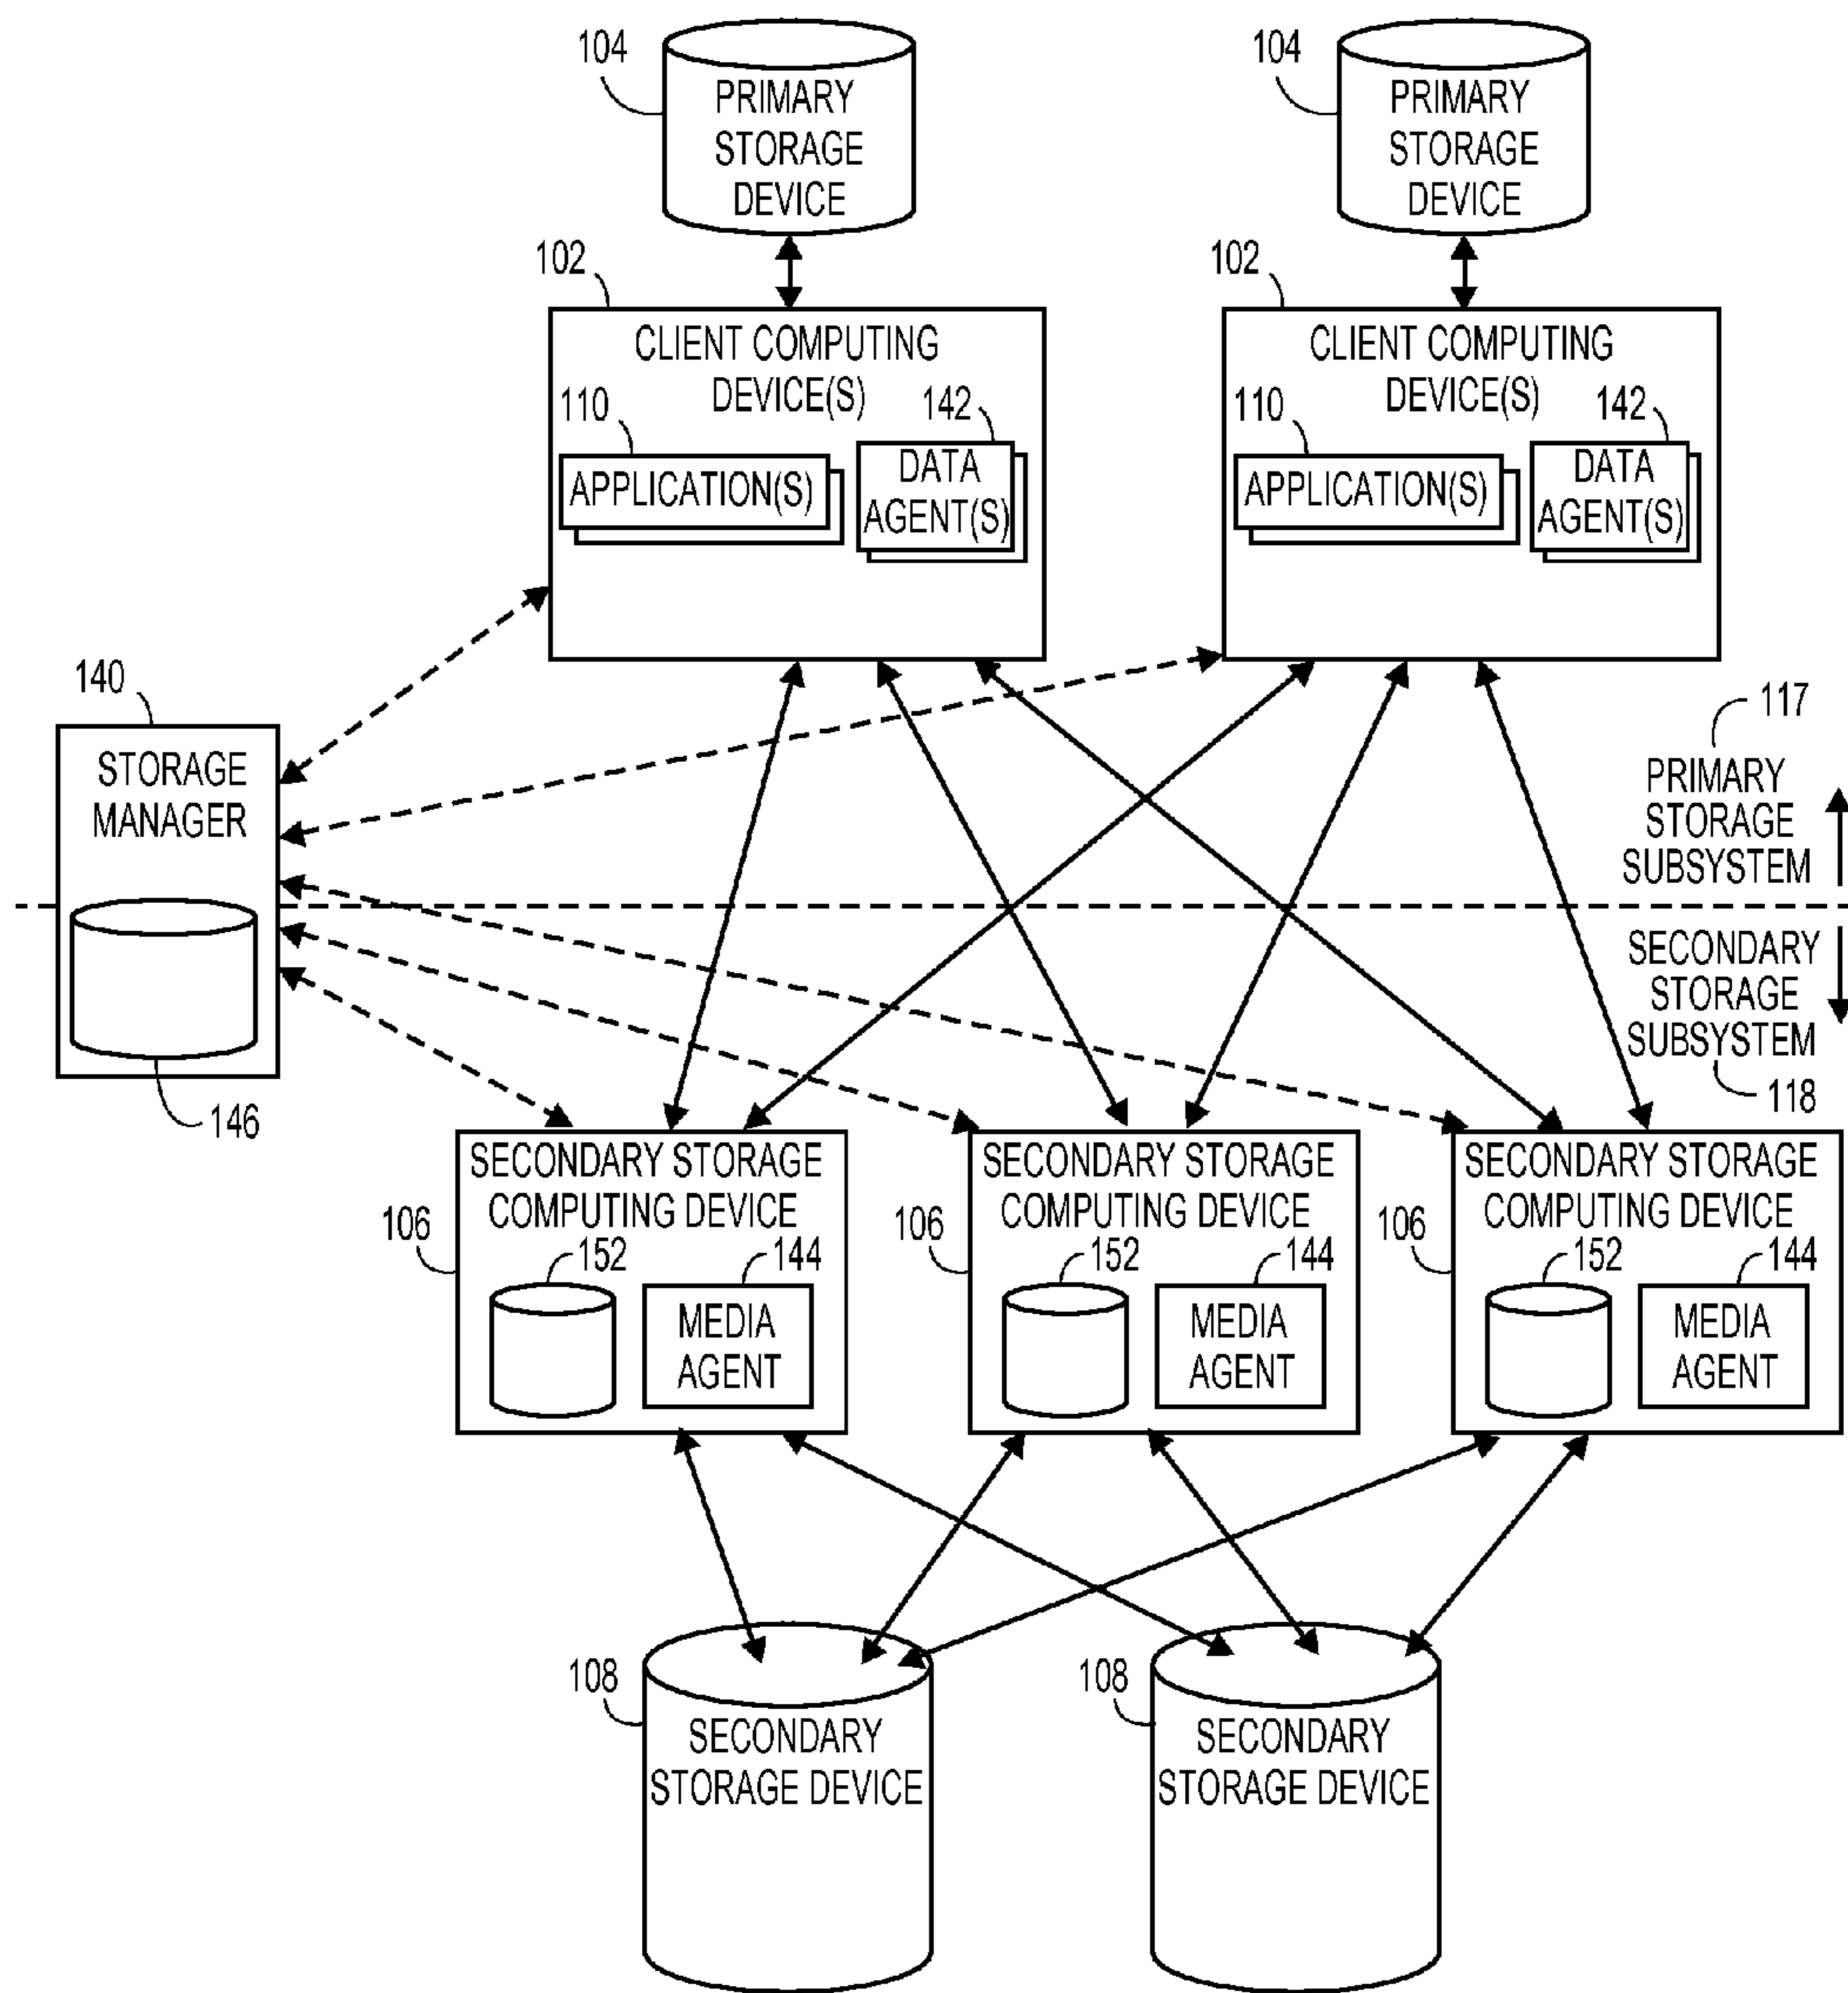 104
PRIMARY
STORAGE
DEVICE
104
PRIMARY
STORAGE
DEVICE
102
CLIENT COMPUTING
DEVICE(S)
110
APPLICATION(S)
142
DATA
AGENT(S)
102
CLIENT COMPUTING
DEVICE(S)
110
APPLICATION(S)
142
DATA
AGENT(S)
140
STORAGE
MANAGER
146
117
PRIMARY
STORAGE
SUBSYSTEM
SECONDARY
STORAGE
SUBSYSTEM
118
106
SECONDARY STORAGE
COMPUTING DEVICE
152
144
MEDIA
AGENT
106
SECONDARY STORAGE
COMPUTING DEVICE
152
144
MEDIA
AGENT
106
SECONDARY STORAGE
COMPUTING DEVICE
152
144
MEDIA
AGENT
108
SECONDARY
STORAGE DEVICE
108
SECONDARY
STORAGE DEVICE